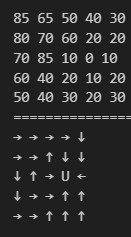 85 65 50 40 30
80 70 60 20 20
70 85 10 0 10
60 40 20 10 20
50 40 30 20 30
===============
→ → → → ↓
→ → ↑ ↓ ↓
↓ ↑ → U ←
↓ → → ↑ ↑
→ → ↑ ↑ ↑